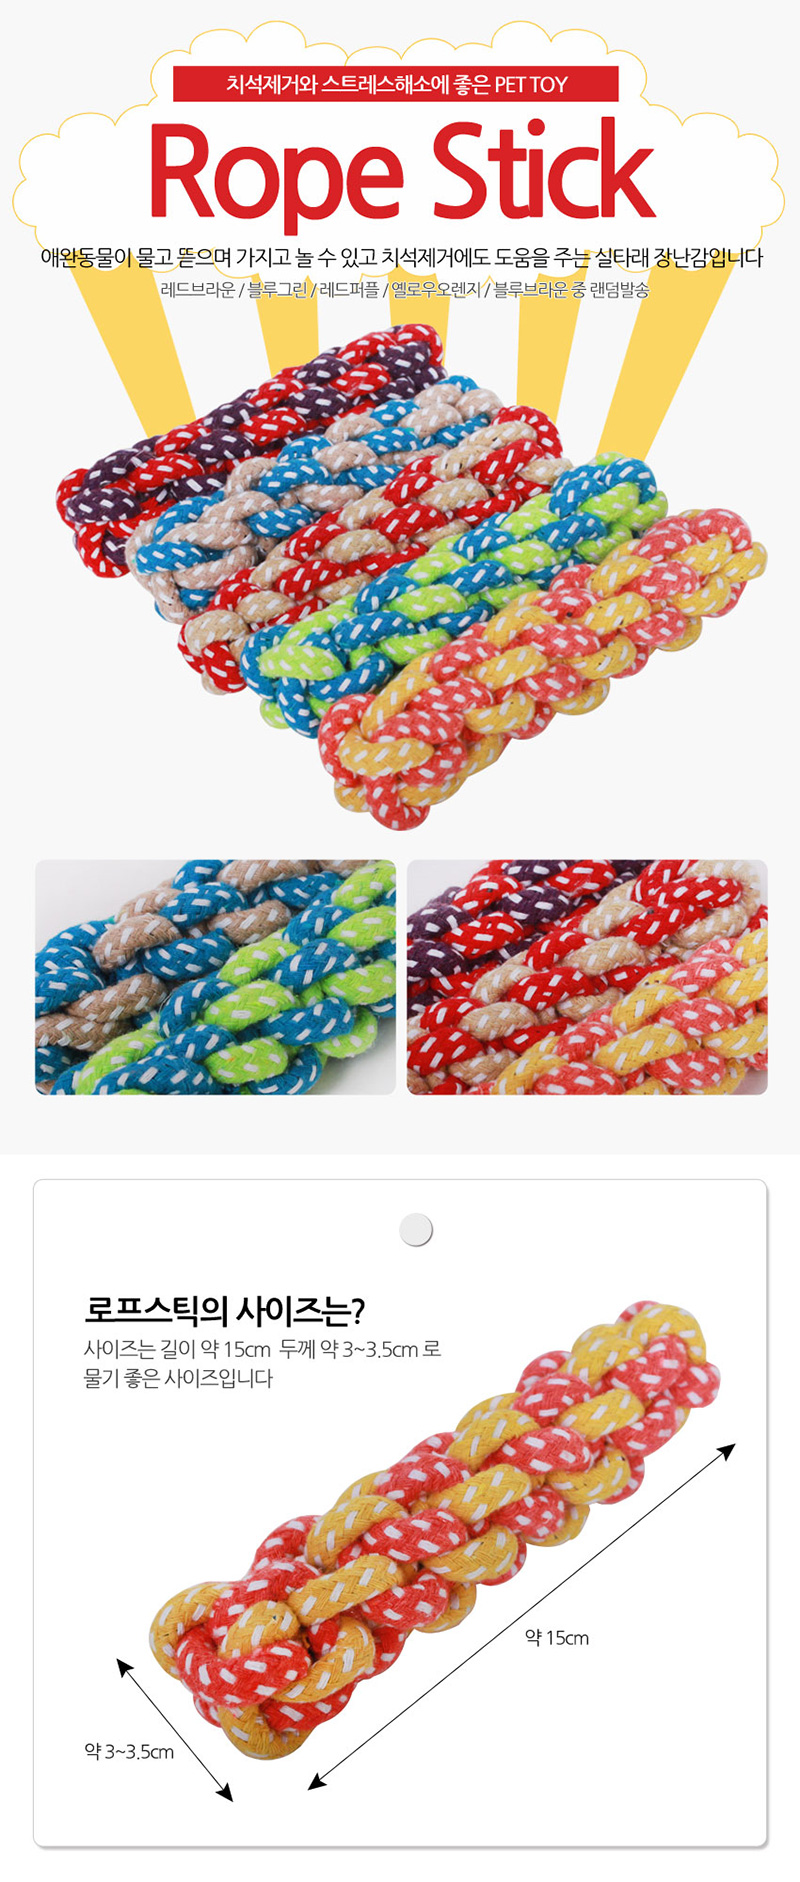 치석제거와 스트레스해소에 좋은 PET TOY
Rope Stick
애완동물이 물고 뜯으며 가지고 놀 수 있고 치석제거에도 도움을 주는 실타래 장난감입니다
레드브라운 / 블루그린 / 레드퍼플 / 옐로우오렌지 / 블루브라운 중 랜덤발송
로프스틱의 사이즈는?
사이즈는 길이 약 15cm 두께 약 3~3.5cm 로
물기 좋은 사이즈입니다
약 15cm
약 3~3.5cm